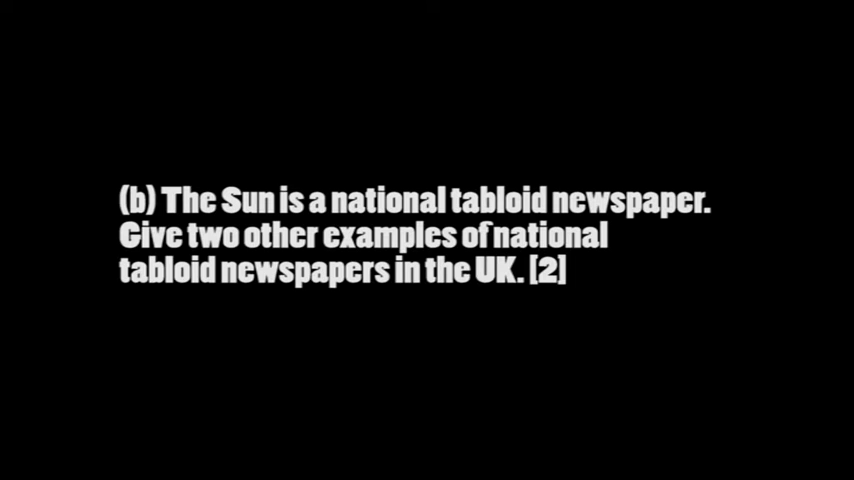 (b) The Sun is a national tabloid newspaper.
Give two other examples of national
tabloid newspapers in the UK. [2]